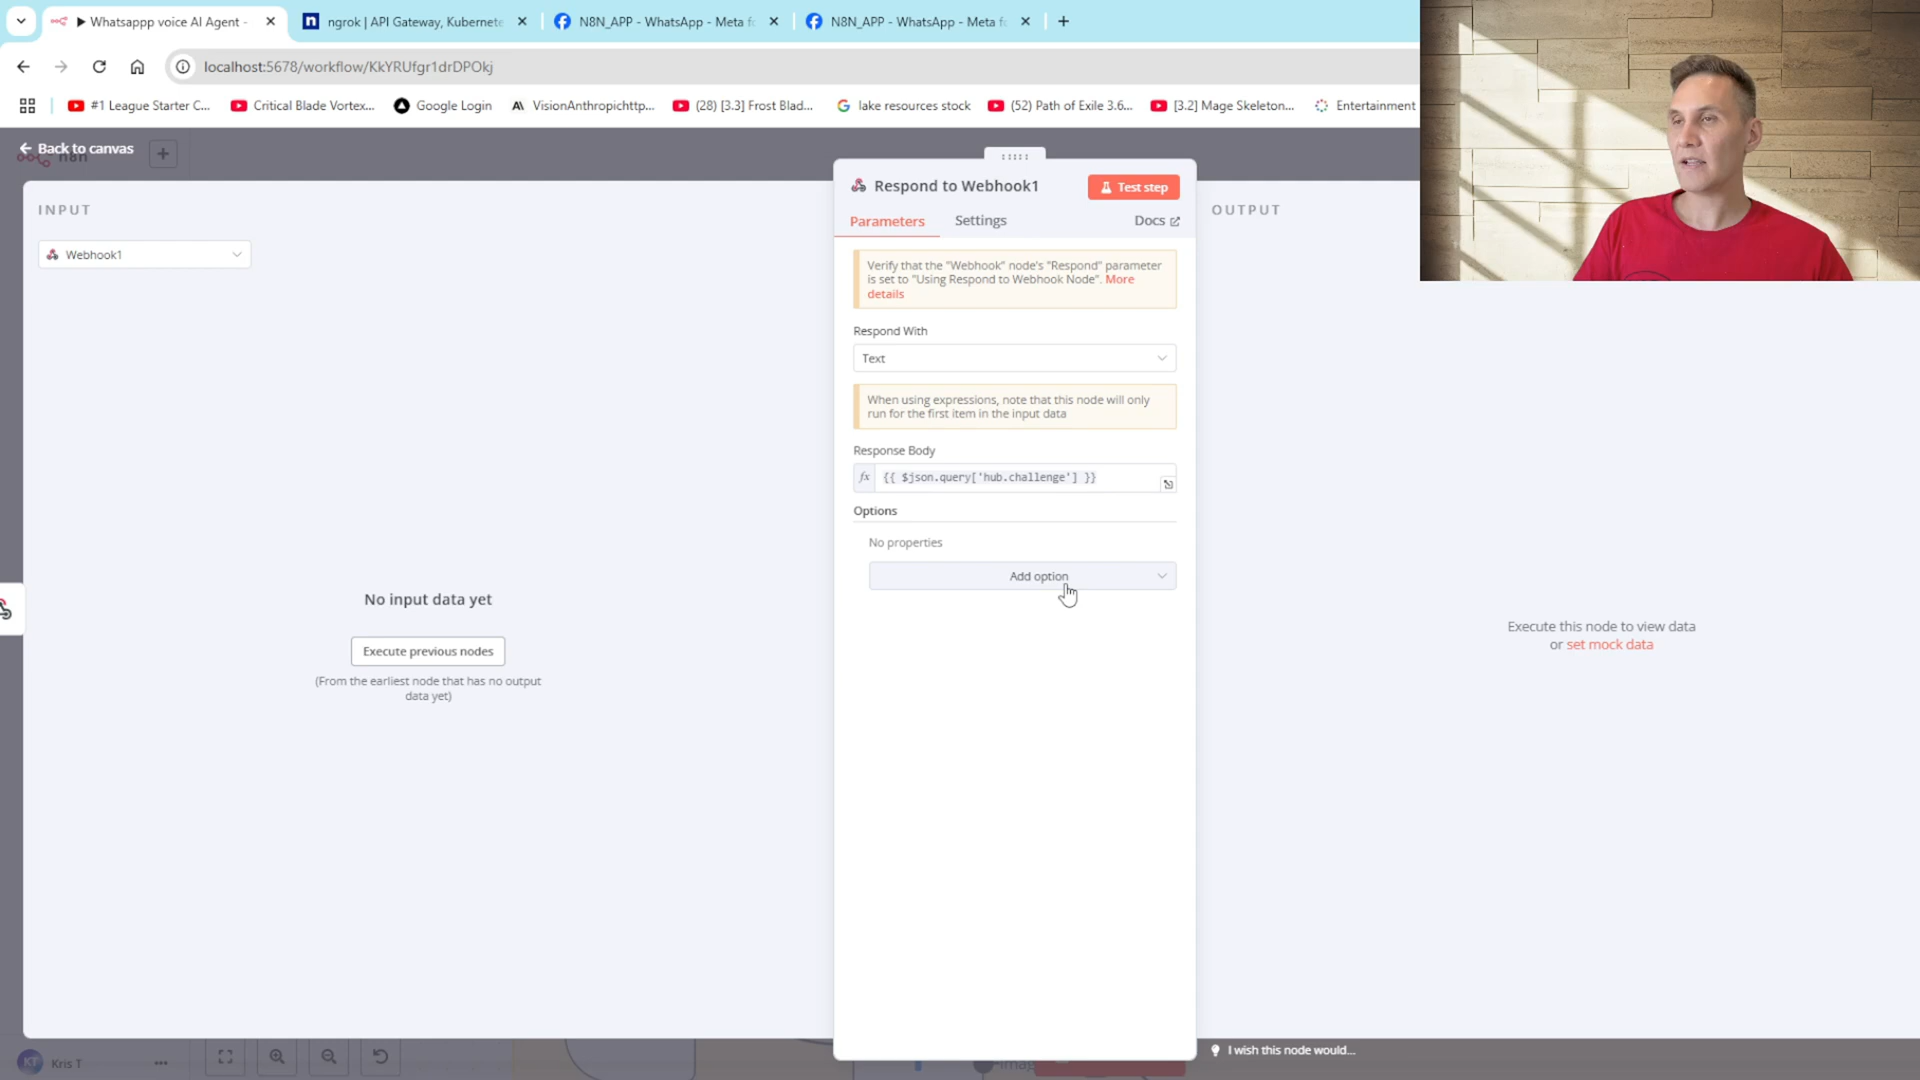 ▶ Whatsappp voice AI Agent -
ngrok | API Gateway, Kubernete
N8N_APP - WhatsApp - Meta fo
N8N_APP - WhatsApp - Meta fo
localhost:5678/workflow/KkYRUfgr1drDPOkj
#1 League Starter C...
Critical Blade Vortex...
Google Login
VisionAnthropichttp...
(28) [3.3] Frost Blad...
lake resources stock
(52) Path of Exile 3.6...
[3.2] Mage Skeleton...
Entertainment
Back to canvas
n8n
INPUT
Webhook1
No input data yet
Execute previous nodes
(From the earliest node that has no output
data yet)
Respond to Webhook1
Test step
Parameters
Settings
Docs
Verify that the "Webhook" node's "Respond" parameter
is set to "Using Respond to Webhook Node". More
details
Respond With
Text
When using expressions, note that this node will only
run for the first item in the input data
Response Body
fx {{ $json.query['hub.challenge'] }}
Options
No properties
Add option
OUTPUT
Execute this node to view data
or set mock data
KT Kris T
I wish this node would...